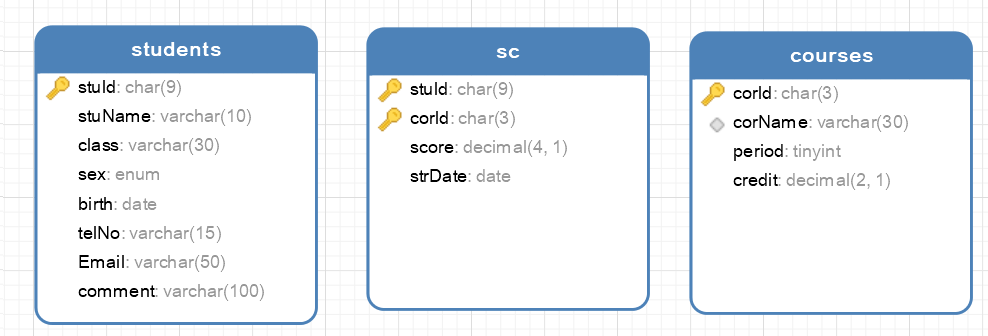 students
stuId: char(9)
stuName: varchar(10)
class: varchar(30)
sex: enum
birth: date
telNo: varchar(15)
Email: varchar(50)
comment: varchar(100)
sc
stuId: char(9)
corId: char(3)
score: decimal(4, 1)
strDate: date
courses
corId: char(3)
corName: varchar(30)
period: tinyint
credit: decimal(2, 1)